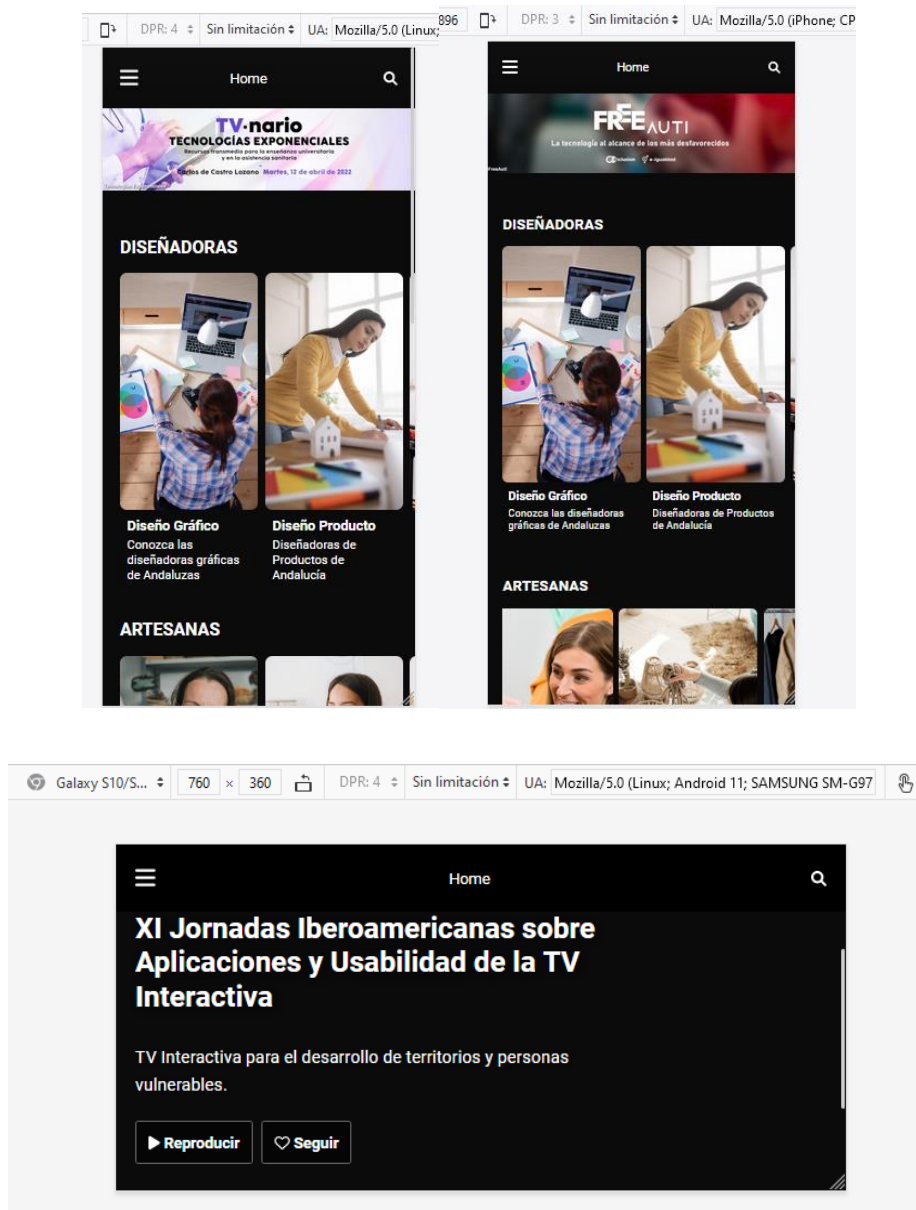 DPR: 4 Sin limitación UA: Mozilla/5.0 (Linux;
Home
TV·nario
TECNOLOGÍAS EXPONENCIALES
Recursos transmedia para la enseñanza universitaria
y en la asistencia sanitaria
Carlos de Castro Lozano Martes, 12 de abril de 2022
DISEÑADORAS
Diseño Gráfico
Conozca las
diseñadoras gráficas
de Andaluzas
Diseño Producto
Diseñadoras de
Productos de
Andalucía
ARTESANAS
896 DPR: 3 Sin limitación UA: Mozilla/5.0 (iPhone; CP
Home
FREE AUTI
La tecnología al alcance de los más desfavorecidos
FreeAuti
DISEÑADORAS
Diseño Gráfico
Conozca las diseñadoras
gráficas de Andaluzas
Diseño Producto
Diseñadoras de Productos
de Andalucía
ARTESANAS
Galaxy S10/S... 760 × 360 DPR: 4 Sin limitación UA: Mozilla/5.0 (Linux; Android 11; SAMSUNG SM-G97
Home
XI Jornadas Iberoamericanas sobre
Aplicaciones y Usabilidad de la TV
Interactiva
TV Interactiva para el desarrollo de territorios y personas
vulnerables.
Reproducir
Seguir